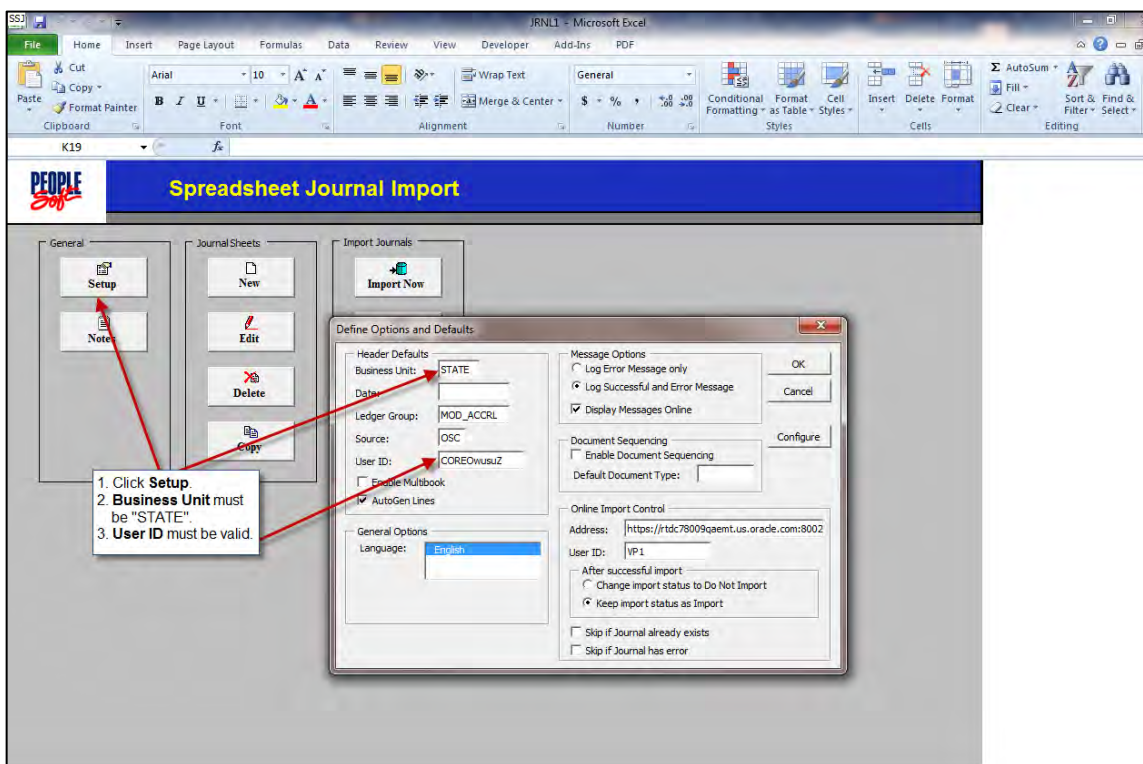 SSJ
JRNL1 - Microsoft Excel
File Home Insert Page Layout Formulas Data Review View Developer Add-Ins PDF
Paste
Cut
Copy
Format Painter
Clipboard
Arial 10
B I U
Font
Wrap Text
Merge & Center
Alignment
General
$ % ,
Number
Conditional Formatting
Format as Table
Cell Styles
Styles
Insert Delete Format
Cells
Σ AutoSum
Fill
Clear
Sort & Filter
Find & Select
Editing
K19
fx
PEOPLE
Soft
Spreadsheet Journal Import
General
Setup
Notes
Journal Sheets
New
Edit
Delete
Copy
Import Journals
Import Now
1. Click Setup.
2. Business Unit must
be "STATE".
3. User ID must be valid.
Define Options and Defaults
Header Defaults
Business Unit: STATE
Date:
Ledger Group: MOD_ACCRL
Source: OSC
User ID: COREOwusuZ
Enable Multibook
AutoGen Lines
General Options
Language: English
Message Options
Log Error Message only
Log Successful and Error Message
Display Messages Online
Document Sequencing
Enable Document Sequencing
Default Document Type:
Online Import Control
Address: https://rtdc78009qaemt.us.oracle.com:8002
User ID: VP1
After successful import
Change import status to Do Not Import
Keep import status as Import
Skip if Journal already exists
Skip if Journal has error
OK
Cancel
Configure